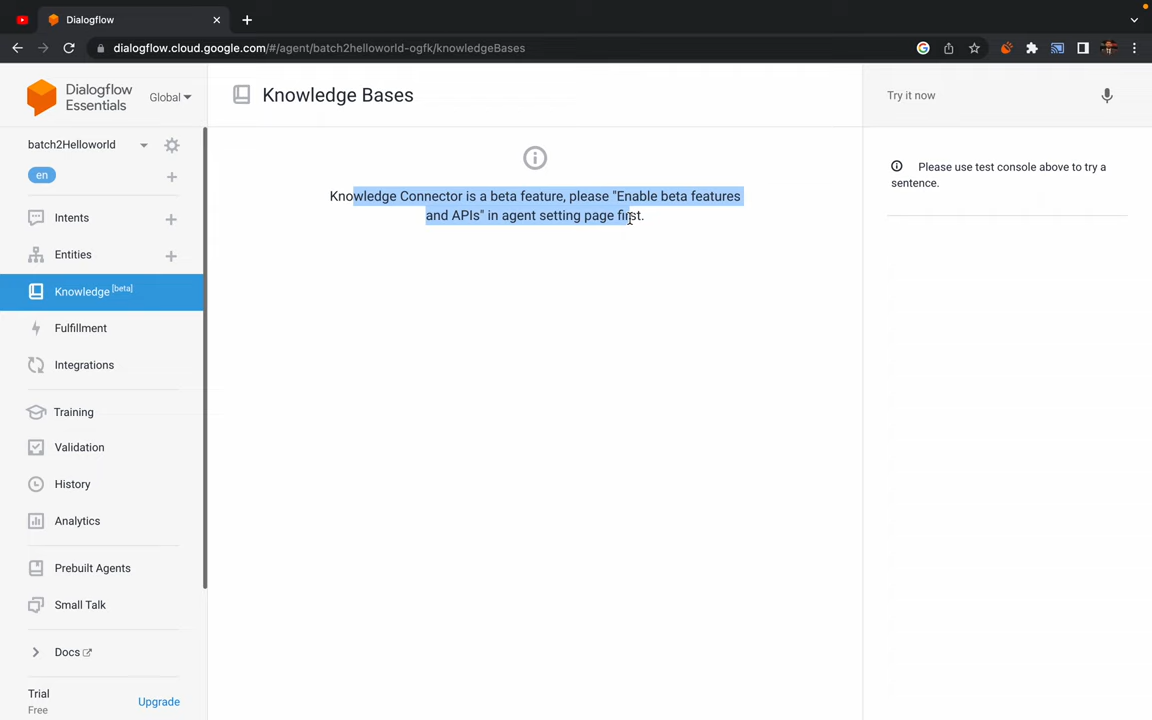 Dialogflow
dialogflow.cloud.google.com/#/agent/batch2helloworld-ogfk/knowledgeBases
Dialogflow
Essentials
Global
Knowledge Bases
Try it now
batch2Helloworld
en
Intents
Entities
Knowledge [beta]
Fulfillment
Integrations
Training
Validation
History
Analytics
Prebuilt Agents
Small Talk
Docs
Trial
Free
Upgrade
Knowledge Connector is a beta feature, please "Enable beta features
and APIs" in agent setting page first.
Please use test console above to try a
sentence.